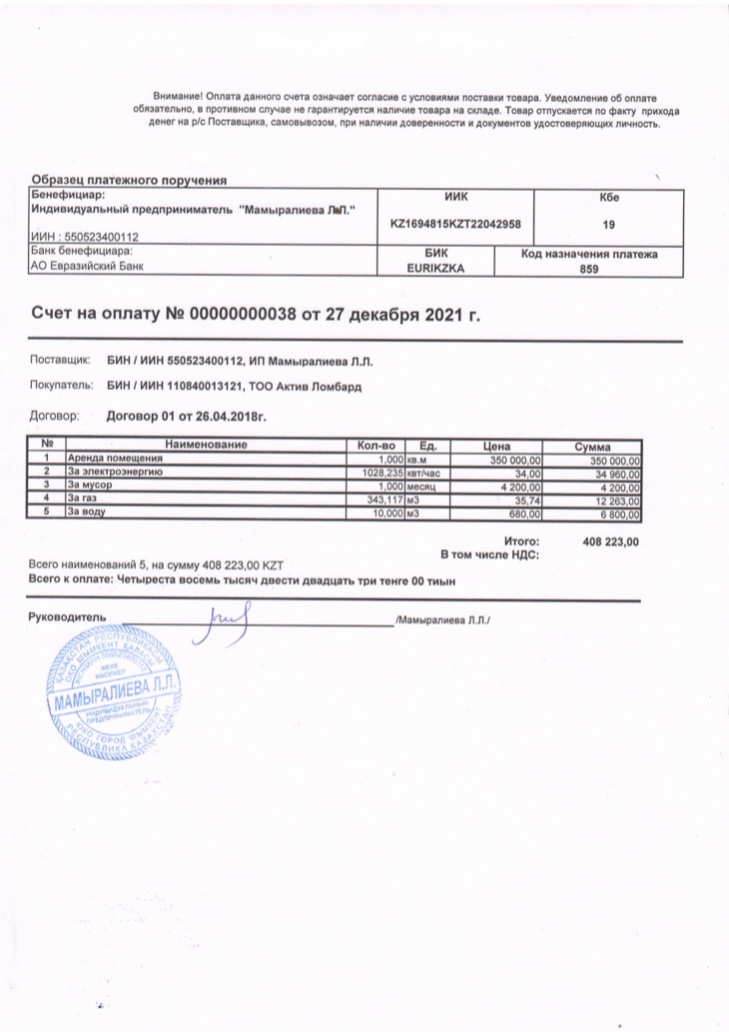 Внимание! Оплата данного счета означает согласие с условиями поставки товара. Уведомление об оплате
обязательно, в противном случае не гарантируется наличие товара на складе. Товар отпускается по факту прихода
денег на р/с Поставщика, самовывозом, при наличии доверенности и документов удостоверяющих личность.
Образец платежного поручения
Бенефициар: ИИК Кбе
Индивидуальный предприниматель "Мамыралиева Л.Л."
KZ1694815KZT22042958 19
ИИН : 550523400112
Банк бенефициара: БИК Код назначения платежа
АО Евразийский Банк EURIKZKA 859
Счет на оплату № 00000000038 от 27 декабря 2021 г.
Поставщик: БИН / ИИН 550523400112, ИП Мамыралиева Л.Л.
Покупатель: БИН / ИИН 110840013121, ТОО Актив Ломбард
Договор: Договор 01 от 26.04.2018г.
№ Наименование Кол-во Ед. Цена Сумма
1 Аренда помещения 1,000 кв.м 350 000,00 350 000,00
2 За электроэнергию 1028,235 квт/час 34,00 34 960,00
3 За мусор 1,000 месяц 4 200,00 4 200,00
4 За газ 343,117 м3 35,74 12 263,00
5 За воду 10,000 м3 680,00 6 800,00
Итого: 408 223,00
В том числе НДС:
Всего наименований 5, на сумму 408 223,00 KZT
Всего к оплате: Четыреста восемь тысяч двести двадцать три тенге 00 тиын
Руководитель /Мамыралиева Л.Л./
ҚАЗАҚСТАН РЕСПУБЛИКАСЫ
ОҚО ШЫМКЕНТ ҚАЛАСЫ
ЖЕКЕ
КӘСІПКЕР
МАМЫРАЛИЕВА Л.Л.
ИНДИВИДУАЛЬНЫЙ
ПРЕДПРИНИМАТЕЛЬ
ЮКО ГОРОД ШЫМКЕНТ
РЕСПУБЛИКА КАЗАХСТАН